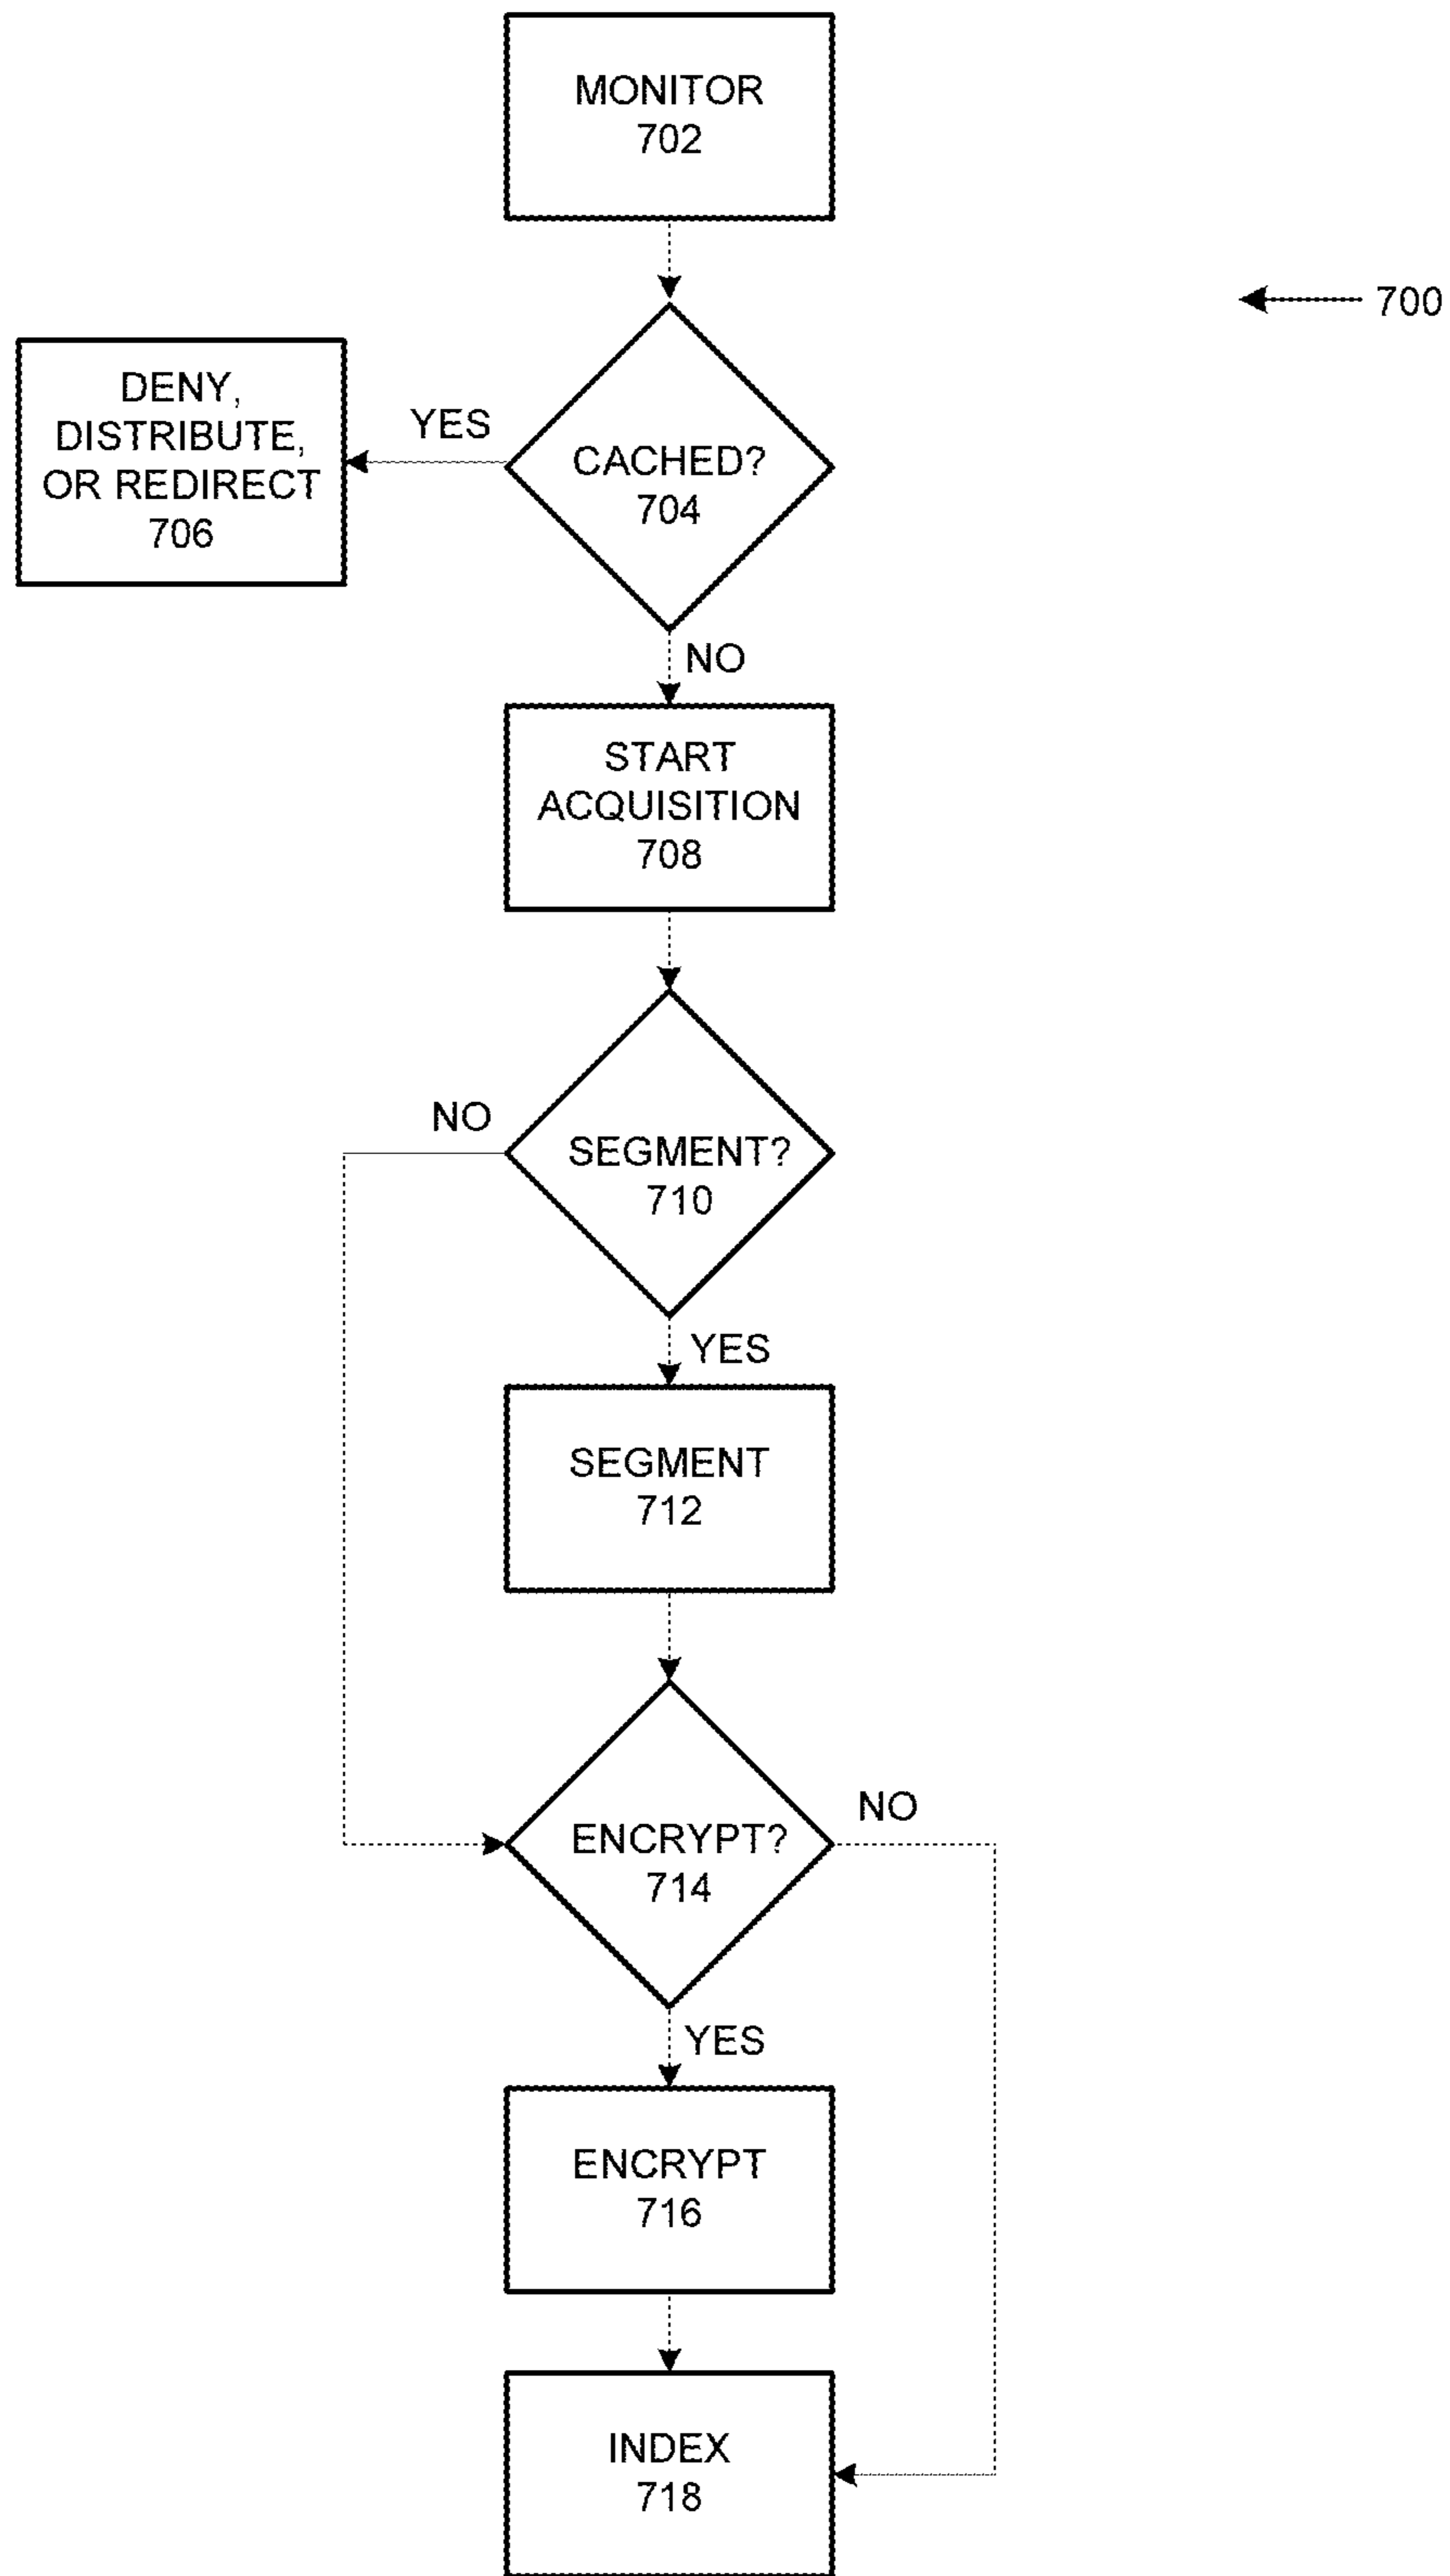 MONITOR
702
700
DENY,
DISTRIBUTE,
OR REDIRECT
706
YES
CACHED?
704
NO
START
ACQUISITION
708
NO
SEGMENT?
710
YES
SEGMENT
712
ENCRYPT?
714
NO
YES
ENCRYPT
716
INDEX
718